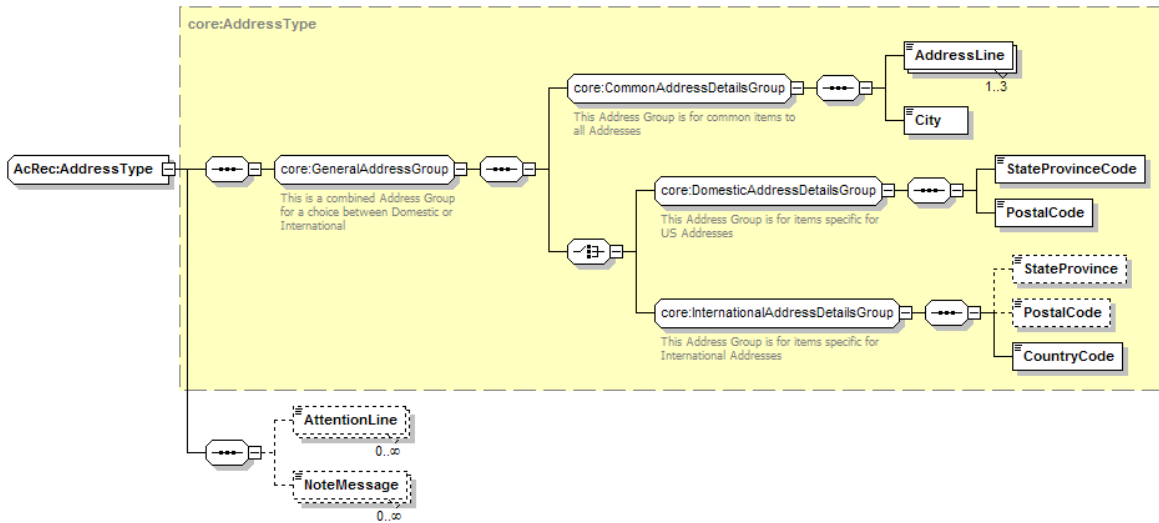 core:AddressType
AddressLine
1..3
core:CommonAddressDetailsGroup
This Address Group is for common items to
all Addresses
City
AcRec:AddressType
core:GeneralAddressGroup
This is a combined Address Group
for a choice between Domestic or
International
core:DomesticAddressDetailsGroup
This Address Group is for items specific for
US Addresses
StateProvinceCode
PostalCode
StateProvince
core:InternationalAddressDetailsGroup
This Address Group is for items specific for
International Addresses
PostalCode
CountryCode
AttentionLine
0..∞
NoteMessage
0..∞